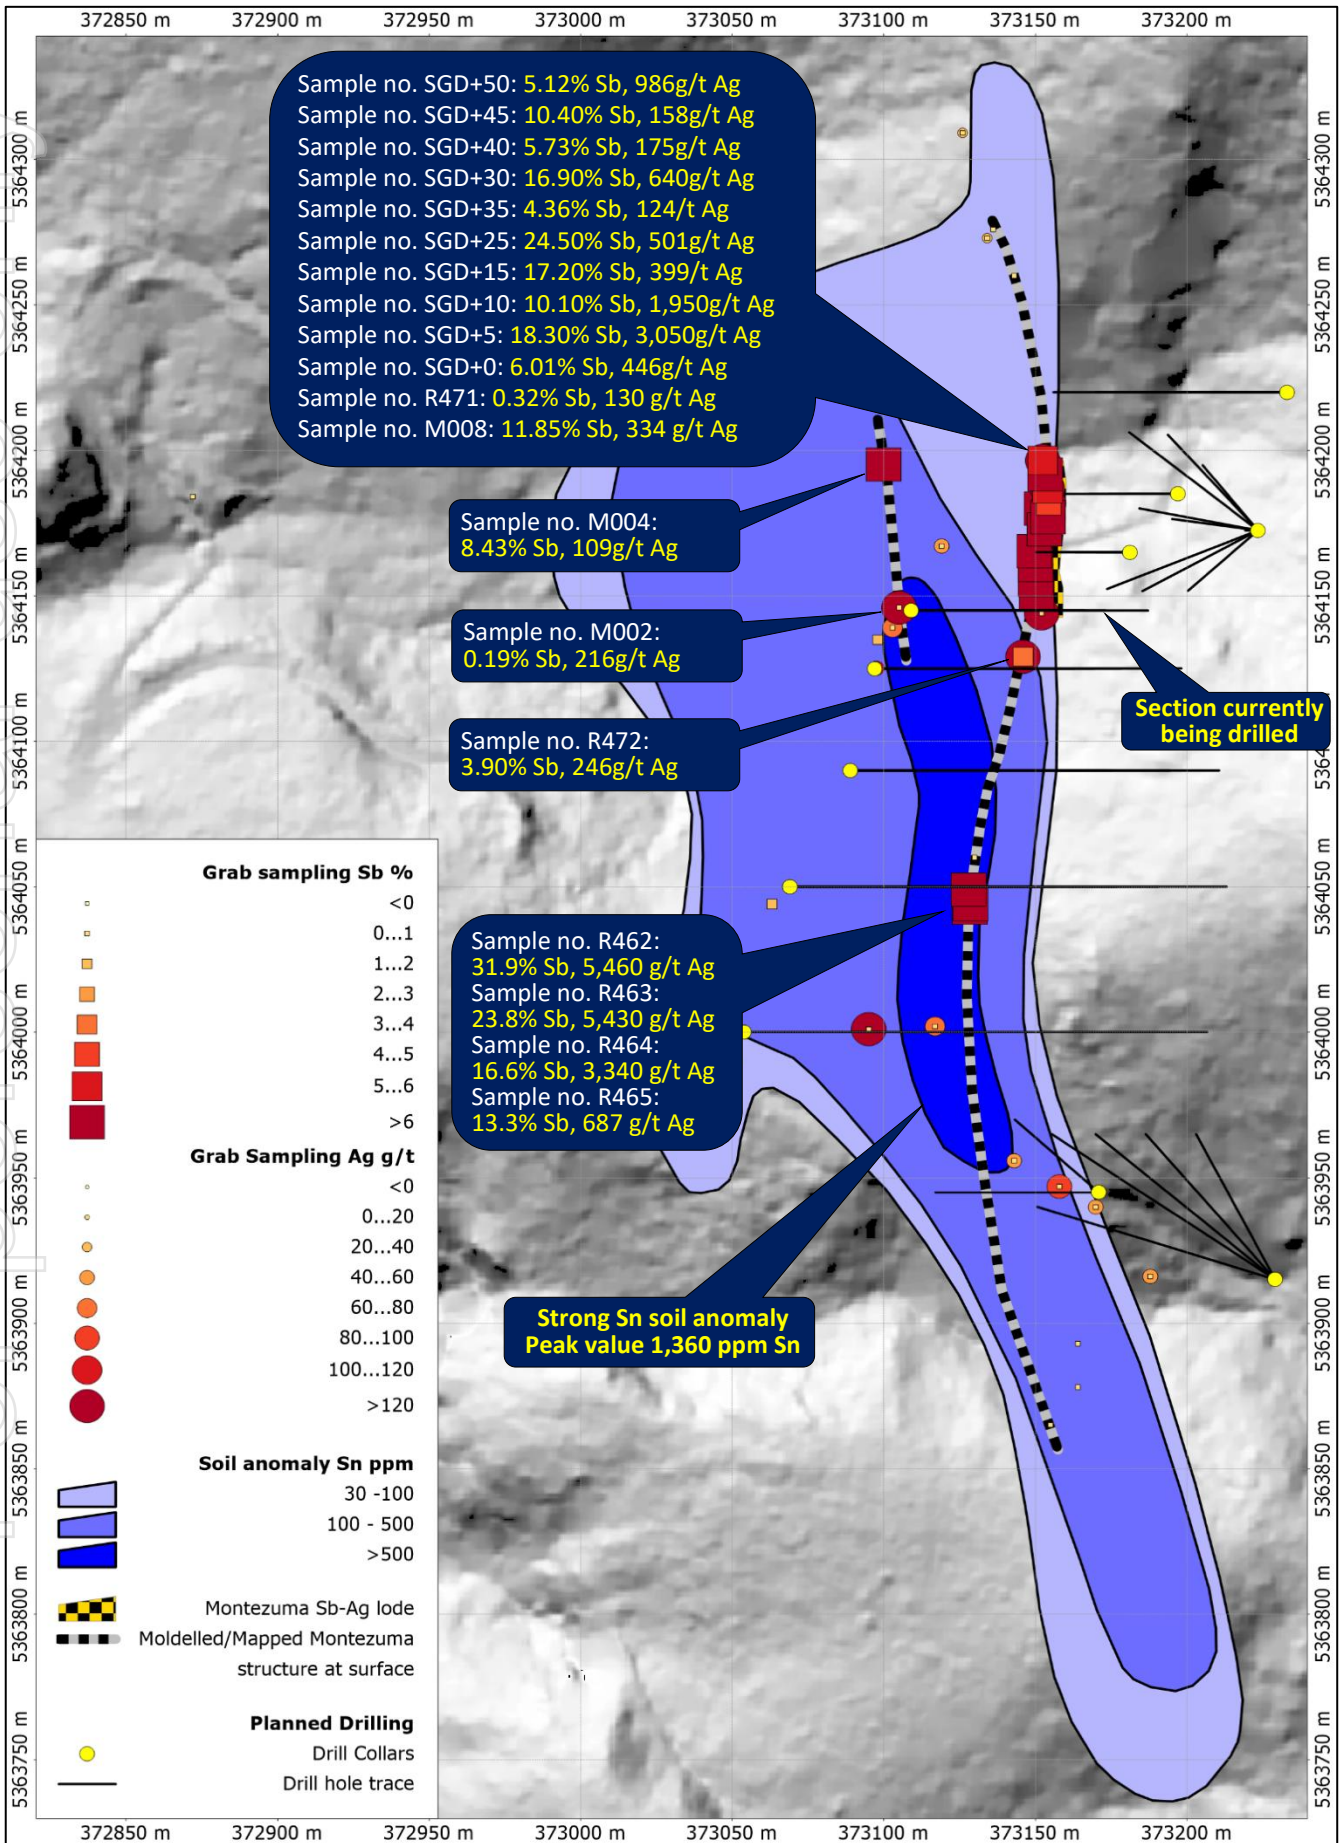 372850 m 372900 m 372950 m 373000 m 373050 m 373100 m 373150 m 373200 m
5364300 m
5364250 m
5364200 m
5364150 m
5364100 m
5364050 m
5364000 m
5363950 m
5363900 m
5363850 m
5363800 m
5363750 m
Sample no. SGD+50: 5.12% Sb, 986g/t Ag
Sample no. SGD+45: 10.40% Sb, 158g/t Ag
Sample no. SGD+40: 5.73% Sb, 175g/t Ag
Sample no. SGD+30: 16.90% Sb, 640g/t Ag
Sample no. SGD+35: 4.36% Sb, 124/t Ag
Sample no. SGD+25: 24.50% Sb, 501g/t Ag
Sample no. SGD+15: 17.20% Sb, 399/t Ag
Sample no. SGD+10: 10.10% Sb, 1,950g/t Ag
Sample no. SGD+5: 18.30% Sb, 3,050g/t Ag
Sample no. SGD+0: 6.01% Sb, 446g/t Ag
Sample no. R471: 0.32% Sb, 130 g/t Ag
Sample no. M008: 11.85% Sb, 334 g/t Ag
Sample no. M004:
8.43% Sb, 109g/t Ag
Sample no. M002:
0.19% Sb, 216g/t Ag
Section currently
being drilled
Sample no. R472:
3.90% Sb, 246g/t Ag
Sample no. R462:
31.9% Sb, 5,460 g/t Ag
Sample no. R463:
23.8% Sb, 5,430 g/t Ag
Sample no. R464:
16.6% Sb, 3,340 g/t Ag
Sample no. R465:
13.3% Sb, 687 g/t Ag
Strong Sn soil anomaly
Peak value 1,360 ppm Sn
Grab sampling Sb %
<0
0...1
1...2
2...3
3...4
4...5
5...6
>6
Grab Sampling Ag g/t
<0
0...20
20...40
40...60
60...80
80...100
100...120
>120
Soil anomaly Sn ppm
30 -100
100 - 500
>500
Montezuma Sb-Ag lode
Moldelled/Mapped Montezuma
structure at surface
Planned Drilling
Drill Collars
Drill hole trace
5364300 m
5364250 m
5364200 m
5364150 m
5364100 m
5364050 m
5364000 m
5363950 m
5363900 m
5363850 m
5363800 m
5363750 m
372850 m 372900 m 372950 m 373000 m 373050 m 373100 m 373150 m 373200 m